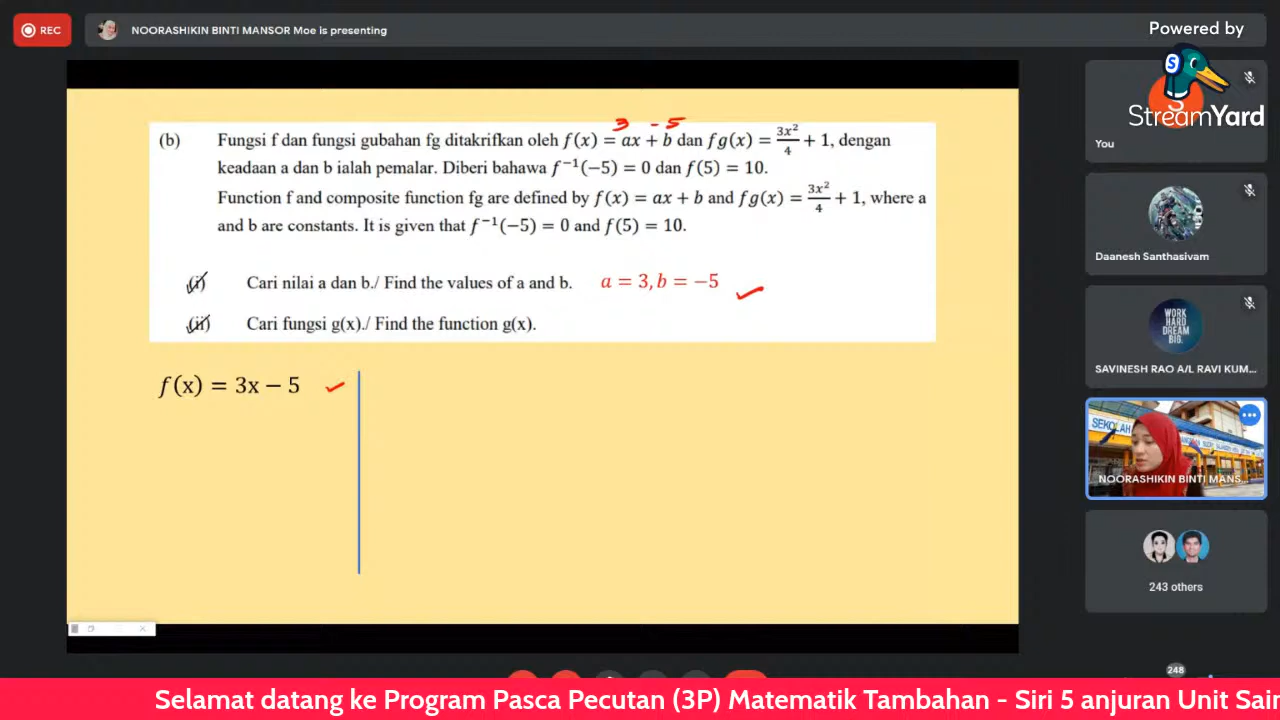 REC
NOORASHIKIN BINTI MANSOR Moe is presenting
Powered by
S
StreamYard
You
3 - 5
(b) Fungsi f dan fungsi gubahan fg ditakrifkan oleh f(x) = ax + b dan fg(x) = 3x²/4 + 1, dengan
keadaan a dan b ialah pemalar. Diberi bahawa f⁻¹(−5) = 0 dan f(5) = 10.
Function f and composite function fg are defined by f(x) = ax + b and fg(x) = 3x²/4 + 1, where a
and b are constants. It is given that f⁻¹(−5) = 0 and f(5) = 10.
(i) Cari nilai a dan b./ Find the values of a and b. a = 3, b = −5
(ii) Cari fungsi g(x)./ Find the function g(x).
f(x) = 3x − 5
Daanesh Santhasivam
WORK
HARD
DREAM
BIG.
SAVINESH RAO A/L RAVI KUM...
SEKOLAH
NOORASHIKIN BINTI MANS...
243 others
248
Selamat datang ke Program Pasca Pecutan (3P) Matematik Tambahan - Siri 5 anjuran Unit Sain